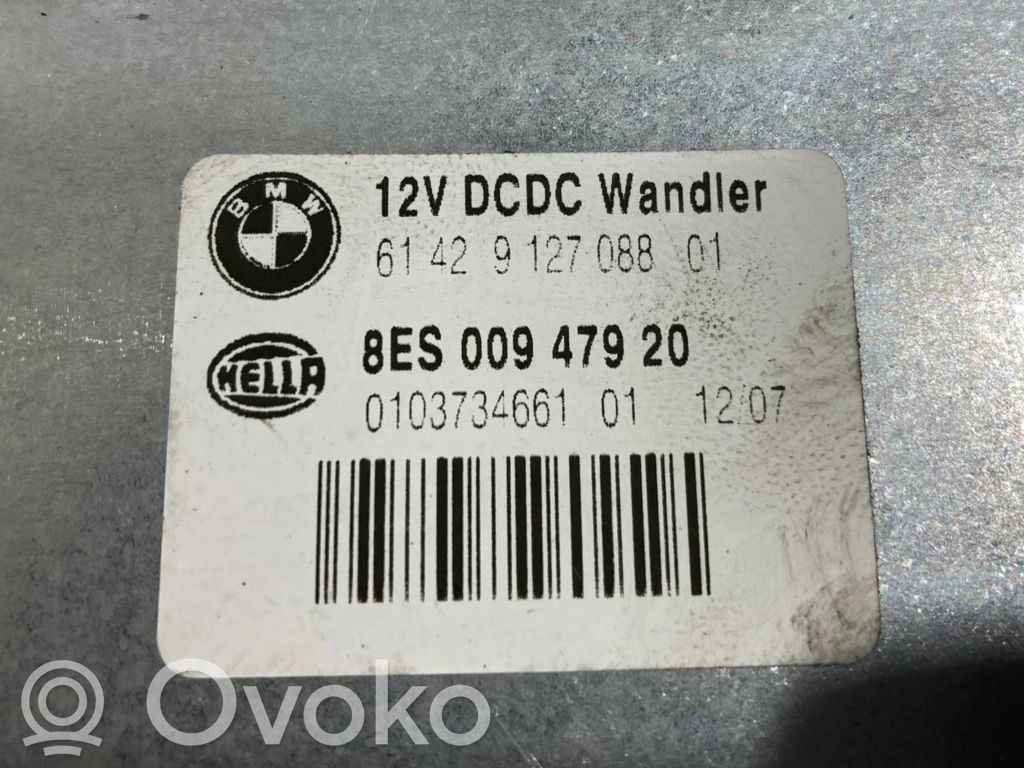 BMW
12V DCDC Wandler
61 42 9 127 088 01
HELLA
8ES 009 479 20
0103734661 01 12/07
Ovoko